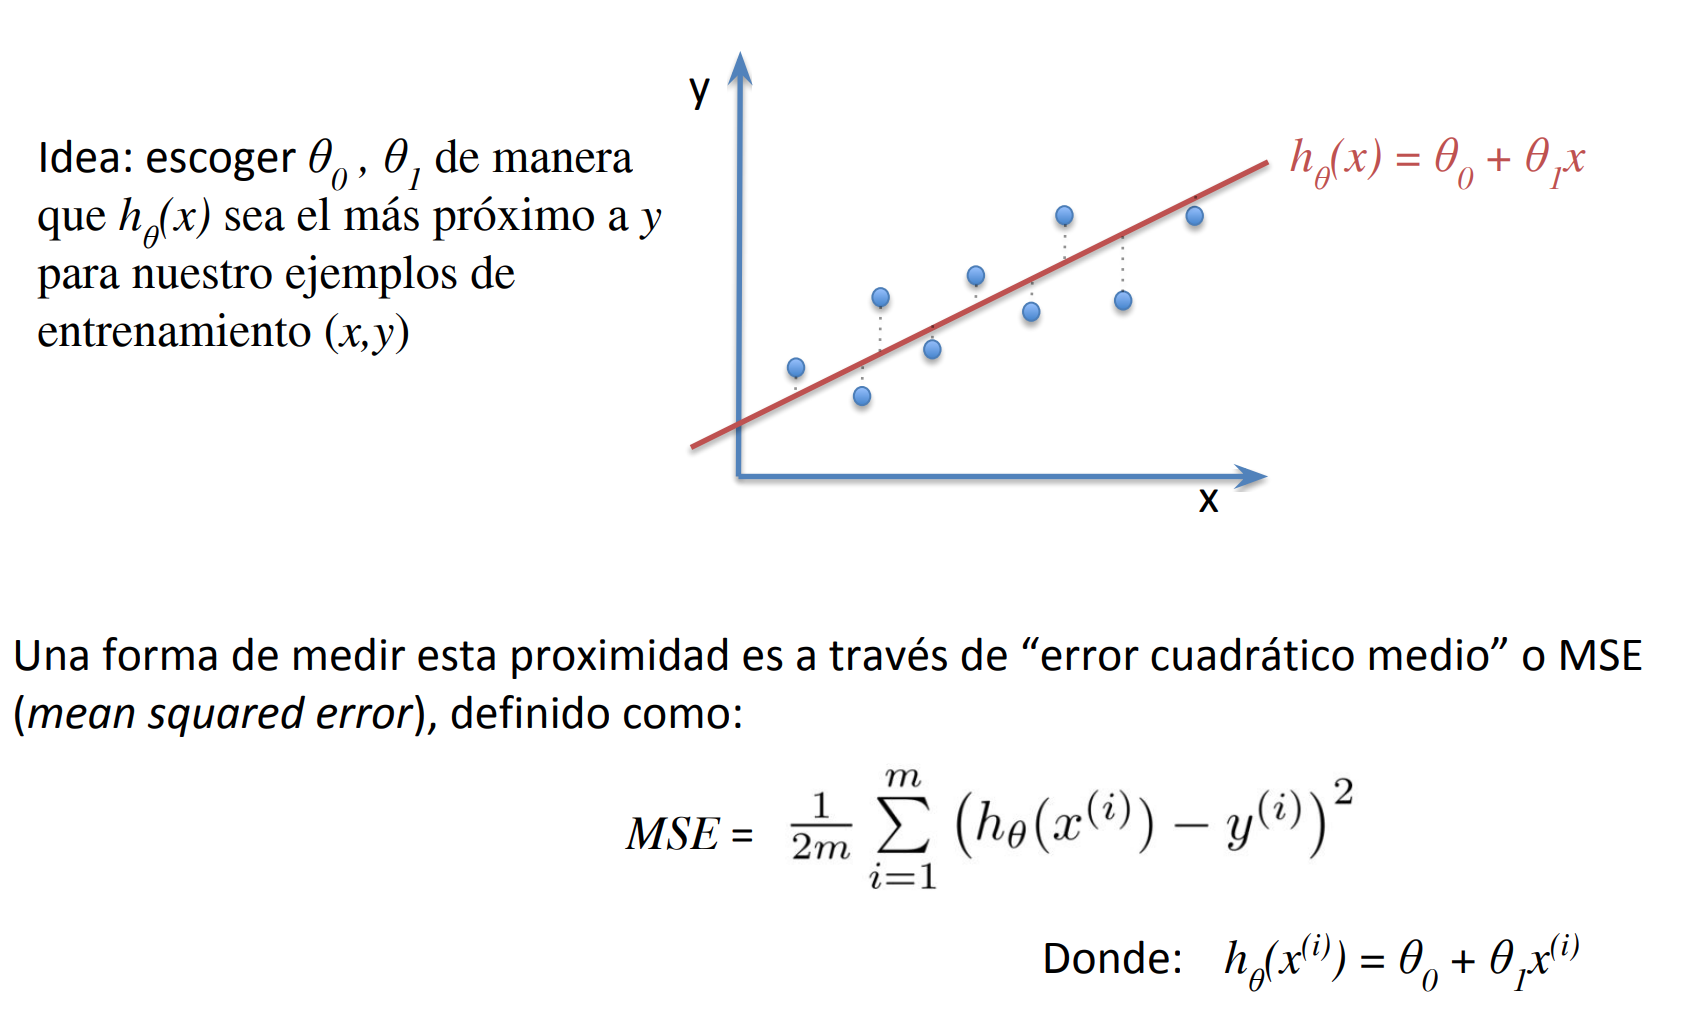 y
Idea: escoger θ₀ , θ₁ de manera
que hθ(x) sea el más próximo a y
para nuestro ejemplos de
entrenamiento (x,y)
hθ(x) = θ₀ + θ₁x
x
Una forma de medir esta proximidad es a través de “error cuadrático medio” o MSE
(mean squared error), definido como:
MSE = \frac{1}{2m} \sum_{i=1}^{m} (hθ(x^{(i)}) − y^{(i)})^2
Donde: hθ(x^{(i)}) = θ₀ + θ₁x^{(i)}